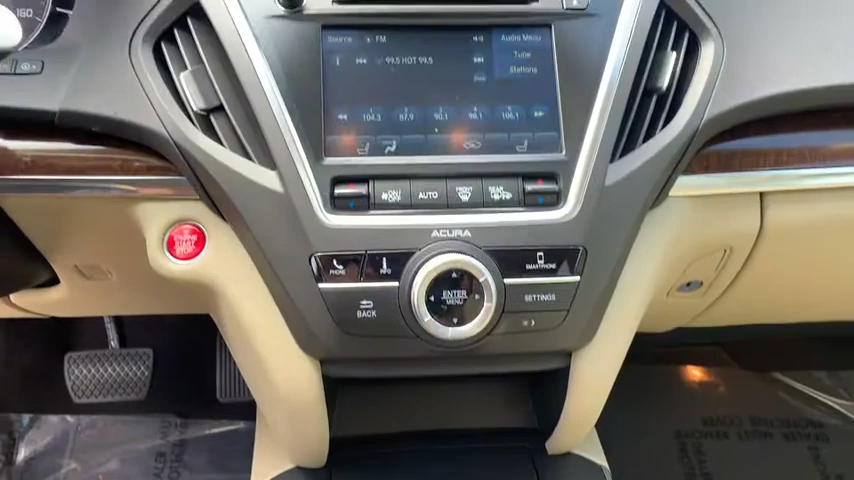 160
Source FM Audio Menu
99.5 HOT 99.5 Tune
Stations
104.3 87.9 90.1 98.1 106.1
ON/OFF AUTO FRONT REAR
ACURA
ENGINE
START
STOP
PHONE INFO SMARTPHONE
ENTER
MENU
BACK SETTINGS